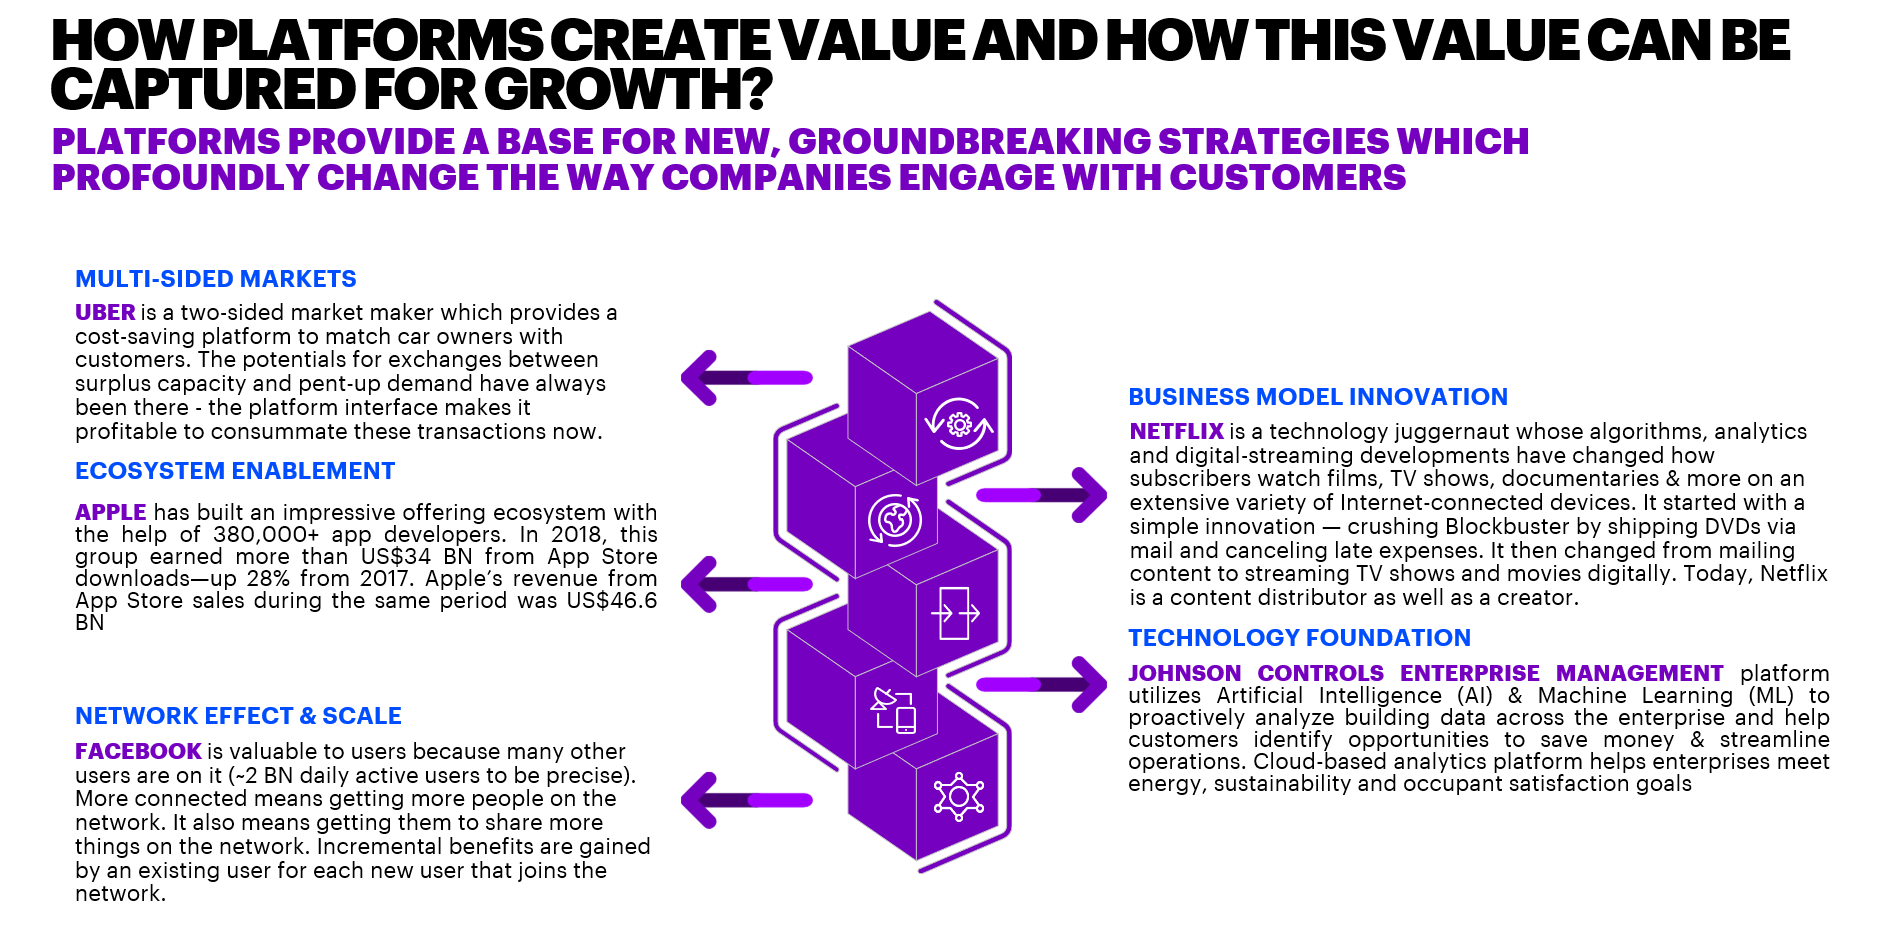 HOW PLATFORMS CREATE VALUE AND HOW THIS VALUE CAN BE
CAPTURED FOR GROWTH?
PLATFORMS PROVIDE A BASE FOR NEW, GROUNDBREAKING STRATEGIES WHICH
PROFOUNDLY CHANGE THE WAY COMPANIES ENGAGE WITH CUSTOMERS
MULTI-SIDED MARKETS
UBER is a two-sided market maker which provides a
cost-saving platform to match car owners with
customers. The potentials for exchanges between
surplus capacity and pent-up demand have always
been there - the platform interface makes it
profitable to consummate these transactions now.
ECOSYSTEM ENABLEMENT
APPLE has built an impressive offering ecosystem with
the help of 380,000+ app developers. In 2018, this
group earned more than US$34 BN from App Store
downloads—up 28% from 2017. Apple’s revenue from
App Store sales during the same period was US$46.6
BN
NETWORK EFFECT & SCALE
FACEBOOK is valuable to users because many other
users are on it (~2 BN daily active users to be precise).
More connected means getting more people on the
network. It also means getting them to share more
things on the network. Incremental benefits are gained
by an existing user for each new user that joins the
network.
BUSINESS MODEL INNOVATION
NETFLIX is a technology juggernaut whose algorithms, analytics
and digital-streaming developments have changed how
subscribers watch films, TV shows, documentaries & more on an
extensive variety of Internet-connected devices. It started with a
simple innovation — crushing Blockbuster by shipping DVDs via
mail and canceling late expenses. It then changed from mailing
content to streaming TV shows and movies digitally. Today, Netflix
is a content distributor as well as a creator.
TECHNOLOGY FOUNDATION
JOHNSON CONTROLS ENTERPRISE MANAGEMENT platform
utilizes Artificial Intelligence (AI) & Machine Learning (ML) to
proactively analyze building data across the enterprise and help
customers identify opportunities to save money & streamline
operations. Cloud-based analytics platform helps enterprises meet
energy, sustainability and occupant satisfaction goals